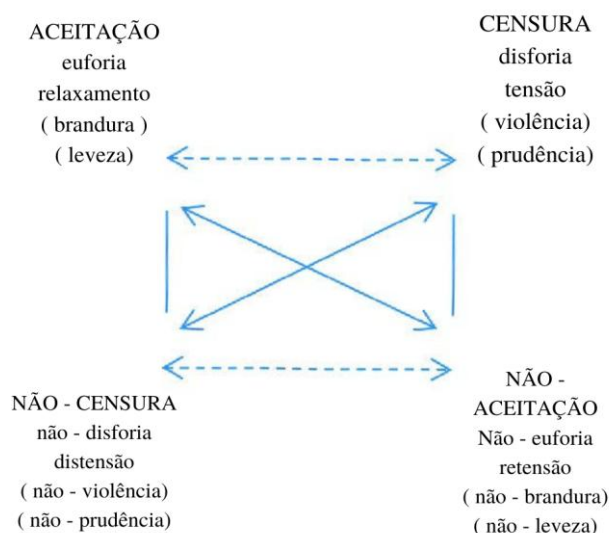 ACEITAÇÃO
euforia
relaxamento
( brandura )
( leveza)
CENSURA
disforia
tensão
( violência)
( prudência)
NÃO - CENSURA
não - disforia
distensão
( não - violência)
( não - prudência)
NÃO -
ACEITAÇÃO
Não - euforia
retensão
( não - brandura)
( não - leveza)